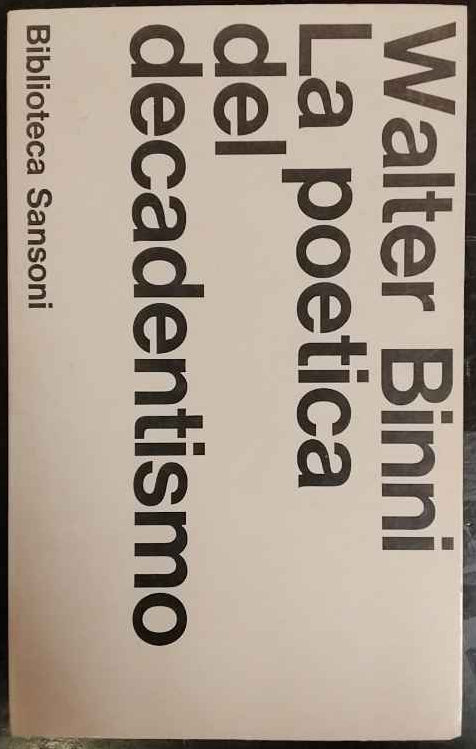 Walter Binni
La poetica
del
decadentismo
Biblioteca Sansoni